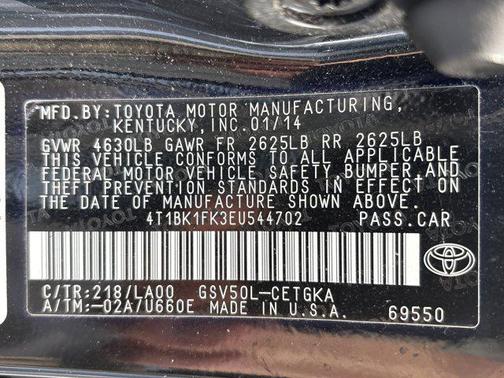 MFD.BY:TOYOTA MOTOR MANUFACTURING,
KENTUCKY,INC.01/14
GVWR 4630LB GAWR FR 2625LB RR 2625LB
THIS VEHICLE CONFORMS TO ALL APPLICABLE
FEDERAL MOTOR VEHICLE SAFETY, BUMPER,AND
THEFT PREVENTION STANDARDS IN EFFECT ON
THE DATE OF MANUFACTURE SHOWN ABOVE.
4T1BK1FK3EU544702 PASS.CAR
C/TR:218/LA00 GSV50L-CETGKA
A/TM:-02A7U660E MADE IN U.S.A. 69550
TOYOTA